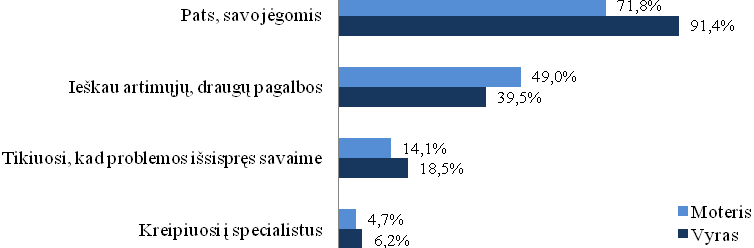 Pats, savo jėgomis
71,8%
91,4%
Ieškau artimųjų, draugų pagalbos
49,0%
39,5%
Tikiuosi, kad problemos išsispręs savaime
14,1%
18,5%
Kreipiuosi į specialistus
4,7%
6,2%
Moteris
Vyras